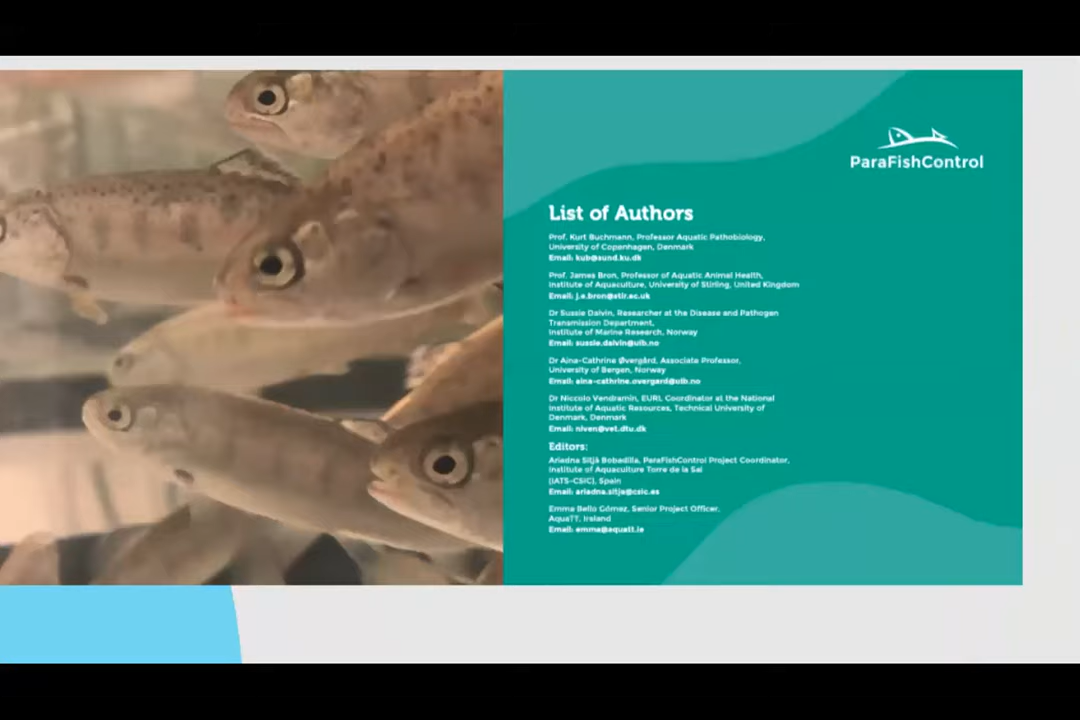 ParaFishControl
List of Authors
Prof. Kurt Buchmann, Professor Aquatic Pathobiology,
University of Copenhagen, Denmark
Email: kub@sund.ku.dk
Prof. James Bron, Professor of Aquatic Animal Health,
Institute of Aquaculture, University of Stirling, United Kingdom
Email: j.e.bron@stir.ac.uk
Dr Sussie Dalvin, Researcher at the Disease and Pathogen
Transmission Department,
Institute of Marine Research, Norway
Email: sussie.dalvin@uib.no
Dr Aina-Cathrine Øvergård, Associate Professor,
University of Bergen, Norway
Email: aina-cathrine.overgard@uib.no
Dr Niccolo Vendramin, EURL Coordinator at the National
Institute of Aquatic Resources, Technical University of
Denmark, Denmark
Email: niven@vet.dtu.dk
Editors:
Ariadna Sitjà Bobadilla, ParaFishControl Project Coordinator,
Institute of Aquaculture Torre de la Sal
(IATS-CSIC), Spain
Email: ariadna.sitja@csic.es
Emma Bello Gómez, Senior Project Officer,
AquaTT, Ireland
Email: emma@aquatt.ie